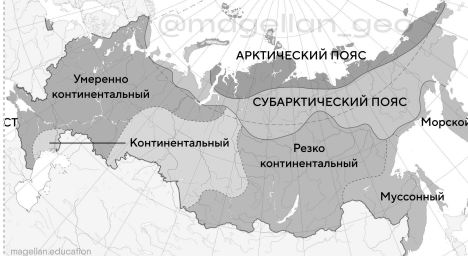 @magellan_geo
АРКТИЧЕСКИЙ ПОЯС
Умеренно
континентальный
СУБАРКТИЧЕСКИЙ ПОЯС
СТ
Морской
Континентальный
Резко
континентальный
Муссонный
magellan.education